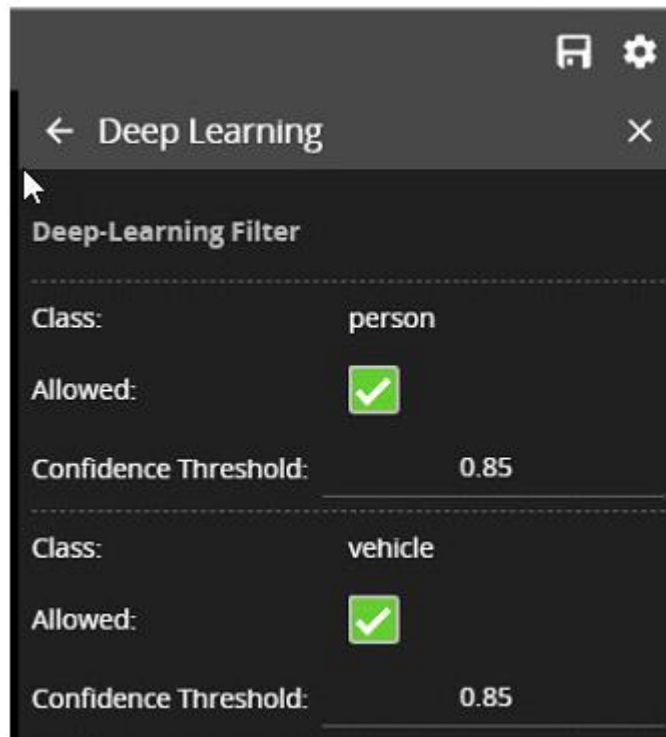 Deep Learning
Deep-Learning Filter
Class: person
Allowed:
Confidence Threshold: 0.85
Class: vehicle
Allowed:
Confidence Threshold: 0.85